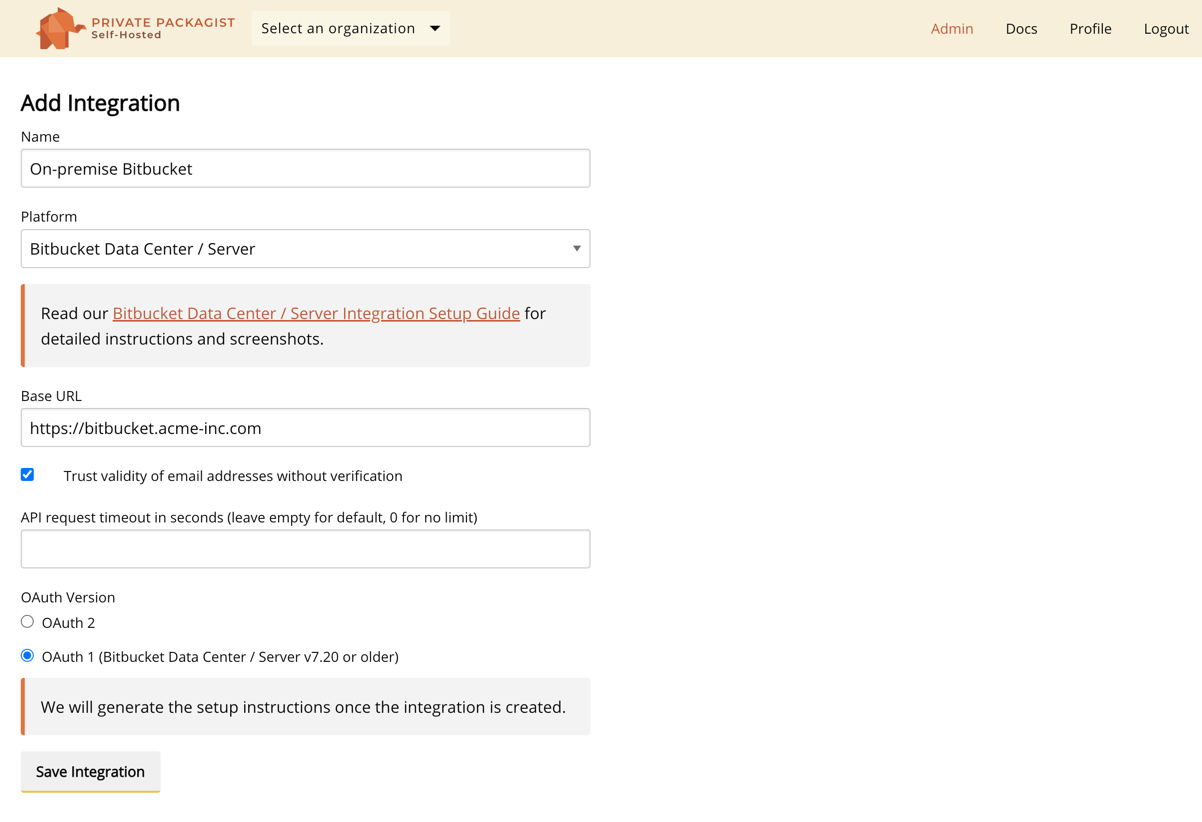 PRIVATE PACKAGIST
Self-Hosted
Select an organization
Admin
Docs
Profile
Logout
Add Integration
Name
On-premise Bitbucket
Platform
Bitbucket Data Center / Server
Read our Bitbucket Data Center / Server Integration Setup Guide for
detailed instructions and screenshots.
Base URL
https://bitbucket.acme-inc.com
Trust validity of email addresses without verification
API request timeout in seconds (leave empty for default, 0 for no limit)
OAuth Version
OAuth 2
OAuth 1 (Bitbucket Data Center / Server v7.20 or older)
We will generate the setup instructions once the integration is created.
Save Integration